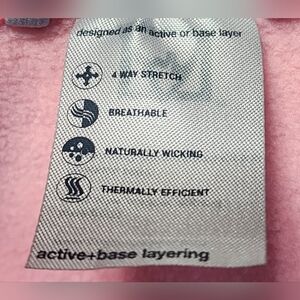 designed as an active or base layer
4 WAY STRETCH
BREATHABLE
NATURALLY WICKING
THERMALLY EFFICIENT
active+base layering